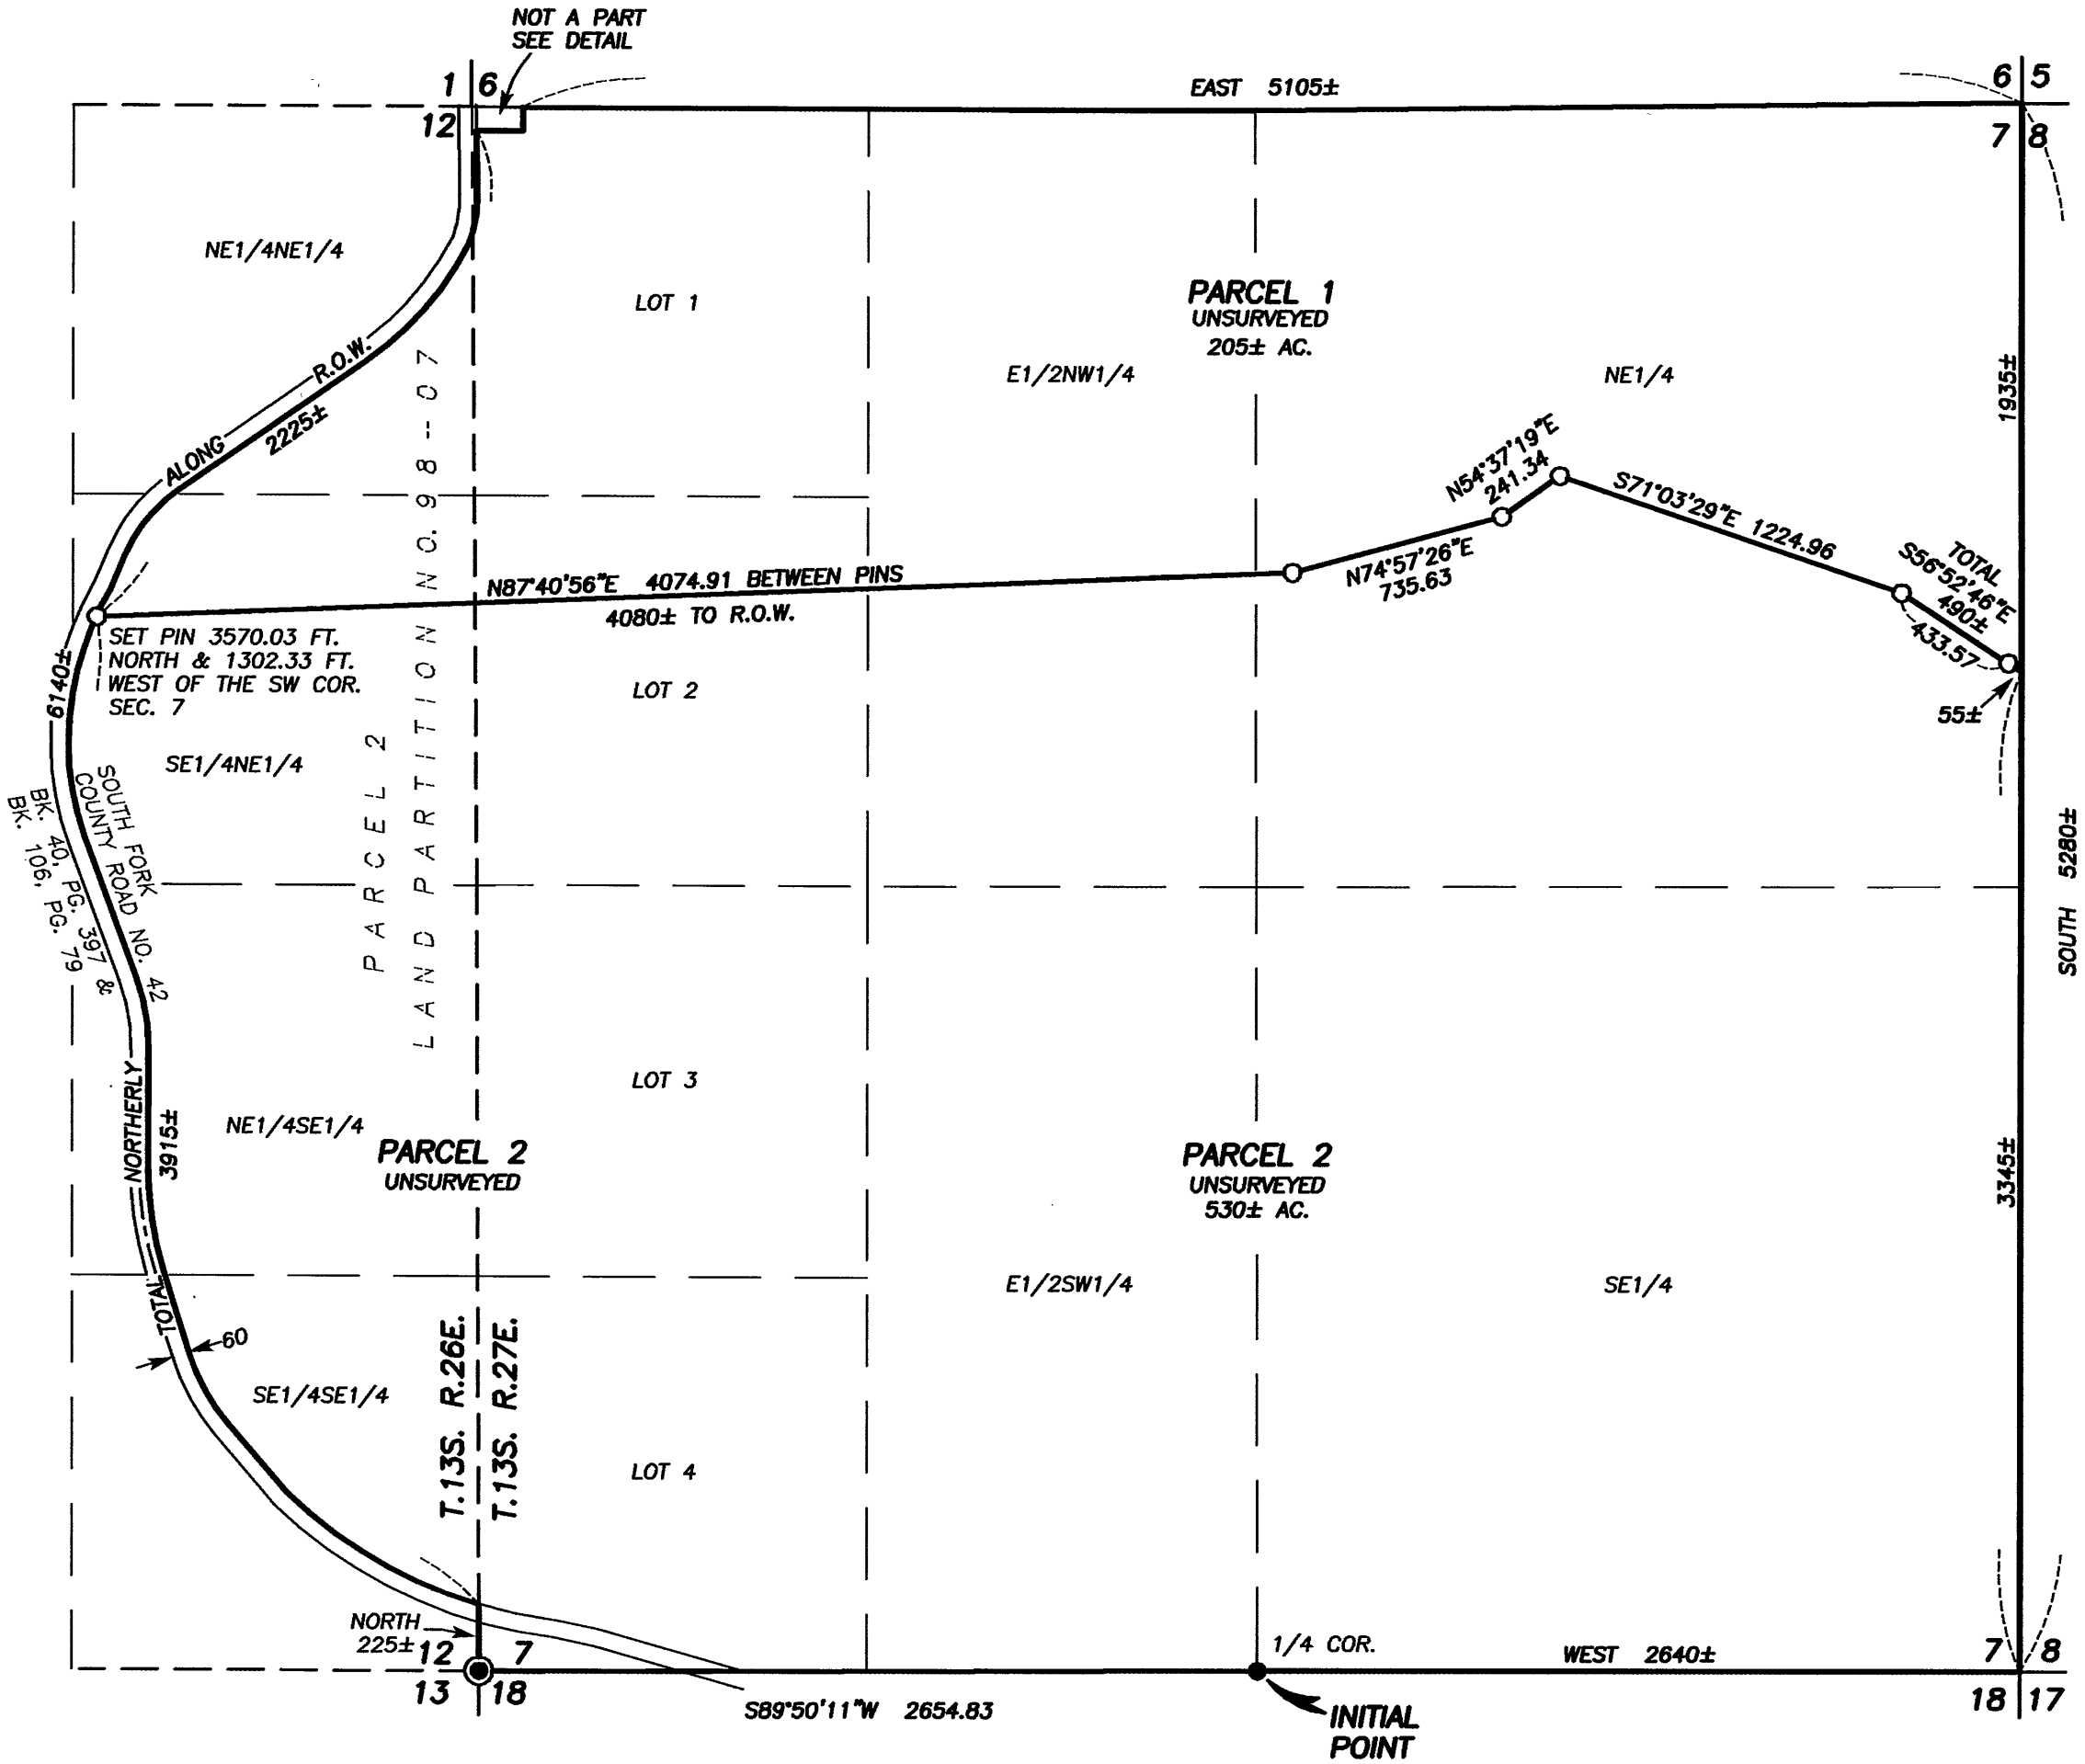 NOT A PART
SEE DETAIL
1 6
12
EAST 5105±
6 5
7 8
NE1/4NE1/4
LOT 1
PARCEL 1
UNSURVEYED
205± AC.
E1/2NW1/4
NE1/4
1935±
ALONG R.O.W.
2225±
N54°37'19"E
241.34
S71°03'29"E 1224.96
TOTAL
S56°52'46"E
490±
433.57
55±
N74°57'26"E
735.63
N87°40'56"E 4074.91 BETWEEN PINS
4080± TO R.O.W.
SET PIN 3570.03 FT.
NORTH & 1302.33 FT.
WEST OF THE SW COR.
SEC. 7
6140±
LOT 2
SE1/4NE1/4
PARCEL 2
LAND PARTITION NO. 98--07
SOUTH FORK
COUNTY ROAD NO. 42
BK. 40, PG. 397 &
BK. 106, PG. 79
SOUTH 5280±
LOT 3
NE1/4SE1/4
NORTHERLY
3915±
PARCEL 2
UNSURVEYED
PARCEL 2
UNSURVEYED
530± AC.
3345±
E1/2SW1/4
SE1/4
TOTAL
60
SE1/4SE1/4
T.13S. R.26E.
T.13S. R.27E.
LOT 4
NORTH
225±
12 7
13 18
1/4 COR.
WEST 2640±
7 8
18 17
S89°50'11"W 2654.83
INITIAL
POINT